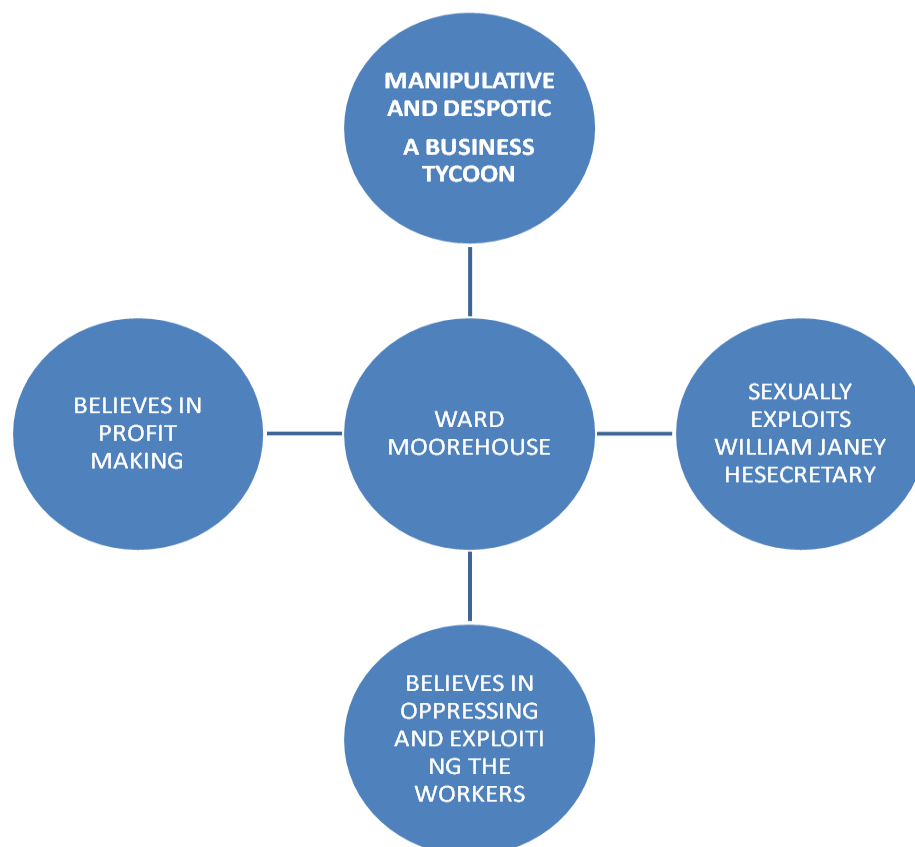 MANIPULATIVE
AND DESPOTIC
A BUSINESS
TYCOON
BELIEVES IN
PROFIT
MAKING
WARD
MOOREHOUSE
SEXUALLY
EXPLOITS
WILLIAM JANEY
HESECRETARY
BELIEVES IN
OPPRESSING
AND EXPLOITI
NG THE
WORKERS